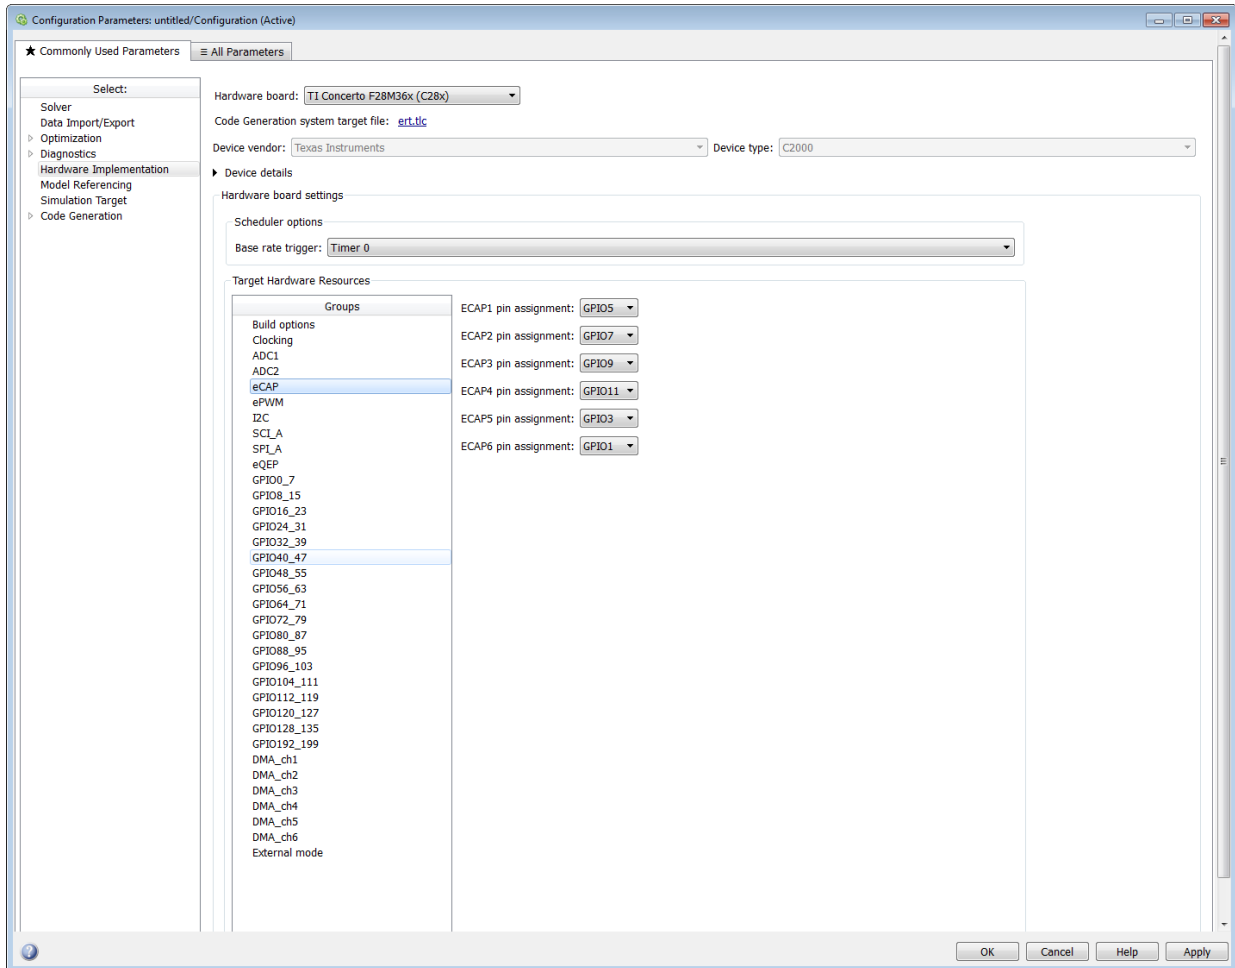 Configuration Parameters: untitled/Configuration (Active)
★ Commonly Used Parameters
≡ All Parameters
Select:
Solver
Data Import/Export
Optimization
Diagnostics
Hardware Implementation
Model Referencing
Simulation Target
Code Generation
Hardware board: TI Concerto F28M36x (C28x)
Code Generation system target file: ert.tlc
Device vendor: Texas Instruments Device type: C2000
Device details
Hardware board settings
Scheduler options
Base rate trigger: Timer 0
Target Hardware Resources
Groups
Build options
Clocking
ADC1
ADC2
eCAP
ePWM
I2C
SCI_A
SPI_A
eQEP
GPIO0_7
GPIO8_15
GPIO16_23
GPIO24_31
GPIO32_39
GPIO40_47
GPIO48_55
GPIO56_63
GPIO64_71
GPIO72_79
GPIO80_87
GPIO88_95
GPIO96_103
GPIO104_111
GPIO112_119
GPIO120_127
GPIO128_135
GPIO192_199
DMA_ch1
DMA_ch2
DMA_ch3
DMA_ch4
DMA_ch5
DMA_ch6
External mode
ECAP1 pin assignment: GPIO5
ECAP2 pin assignment: GPIO7
ECAP3 pin assignment: GPIO9
ECAP4 pin assignment: GPIO11
ECAP5 pin assignment: GPIO3
ECAP6 pin assignment: GPIO1
OK Cancel Help Apply